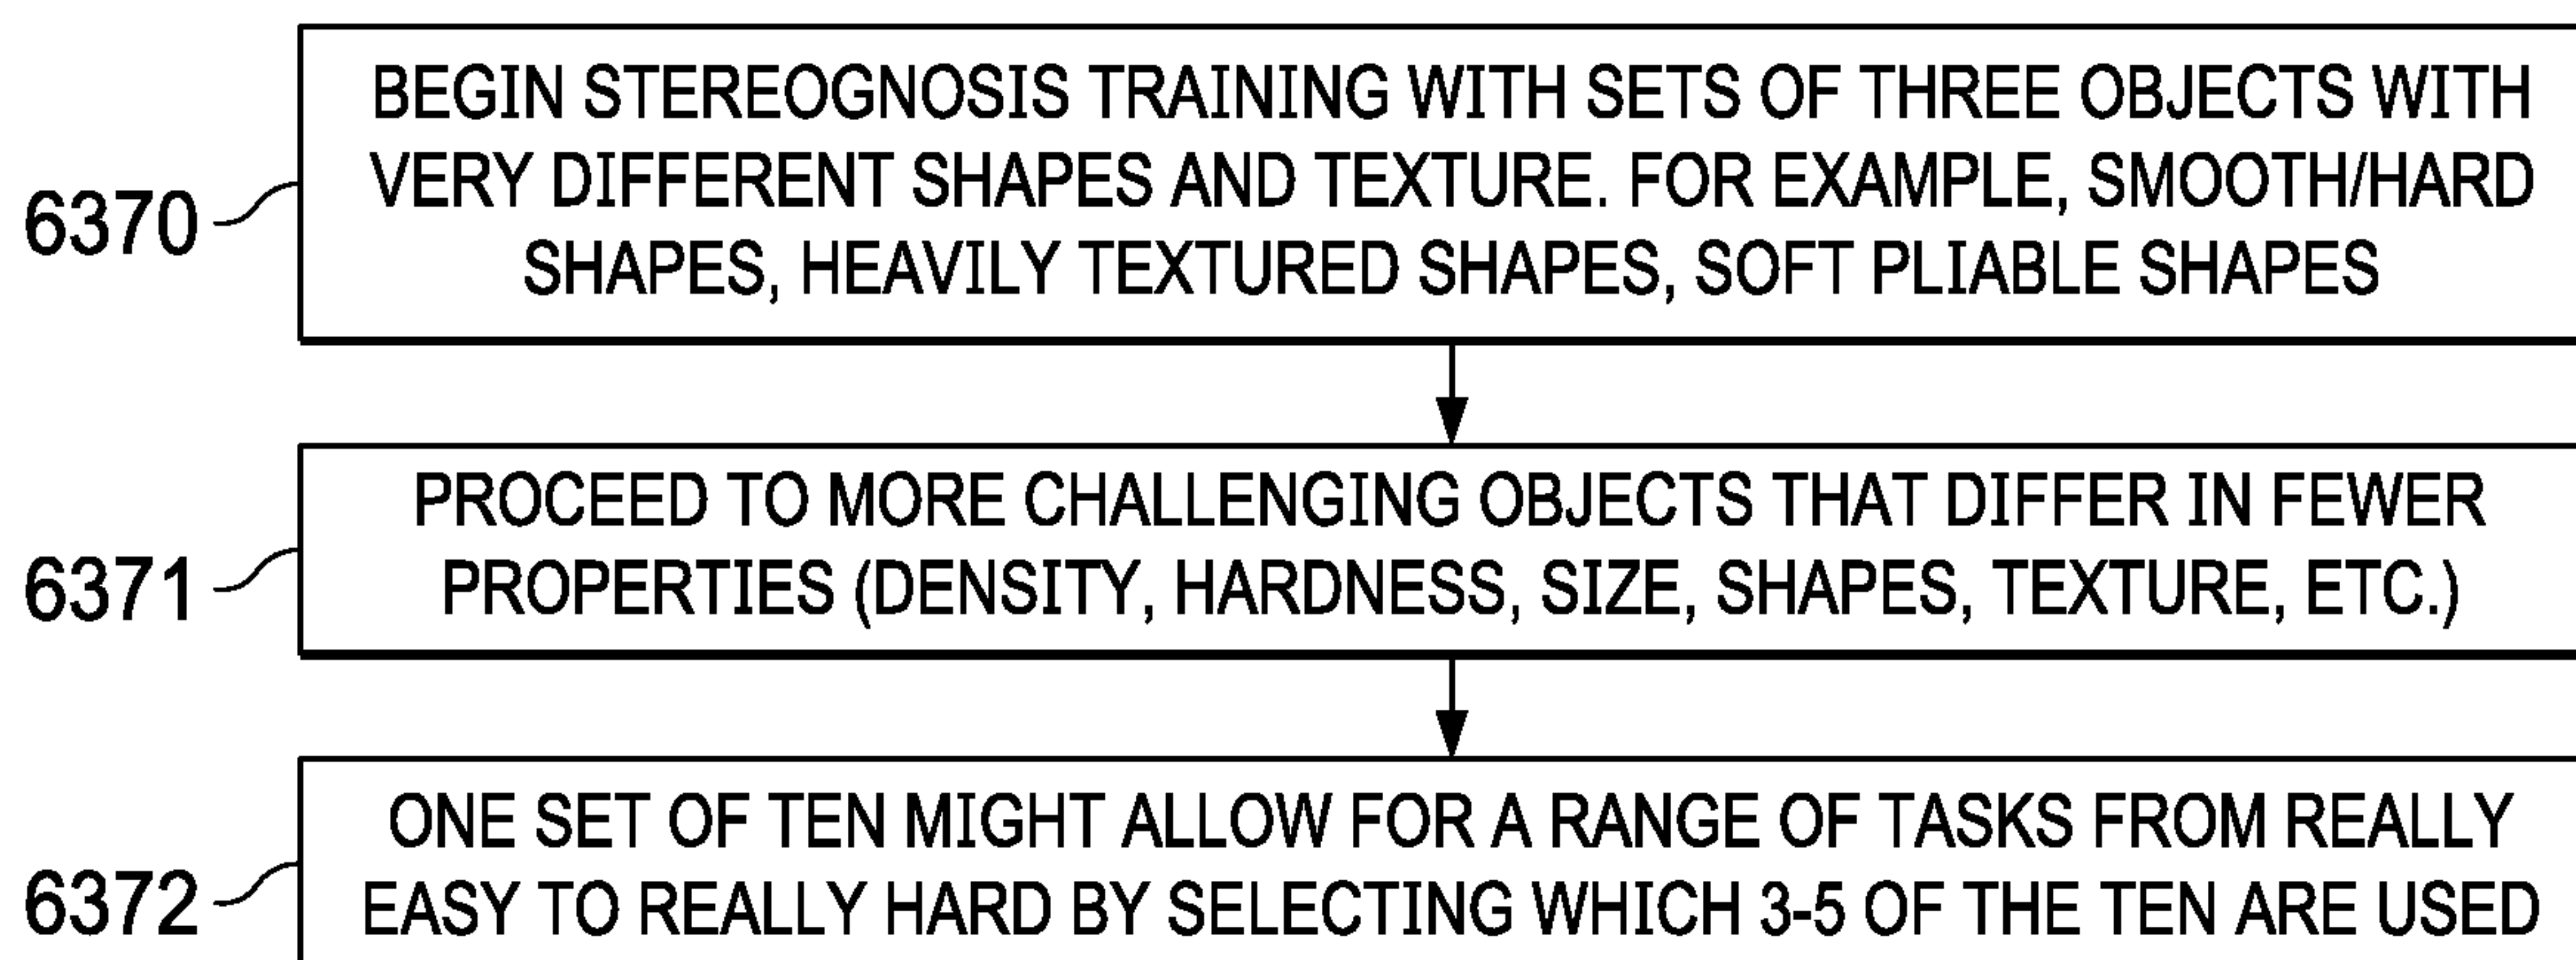 BEGIN STEREOGNOSIS TRAINING WITH SETS OF THREE OBJECTS WITH
VERY DIFFERENT SHAPES AND TEXTURE. FOR EXAMPLE, SMOOTH/HARD
SHAPES, HEAVILY TEXTURED SHAPES, SOFT PLIABLE SHAPES
6370
PROCEED TO MORE CHALLENGING OBJECTS THAT DIFFER IN FEWER
PROPERTIES (DENSITY, HARDNESS, SIZE, SHAPES, TEXTURE, ETC.)
6371
ONE SET OF TEN MIGHT ALLOW FOR A RANGE OF TASKS FROM REALLY
EASY TO REALLY HARD BY SELECTING WHICH 3-5 OF THE TEN ARE USED
6372